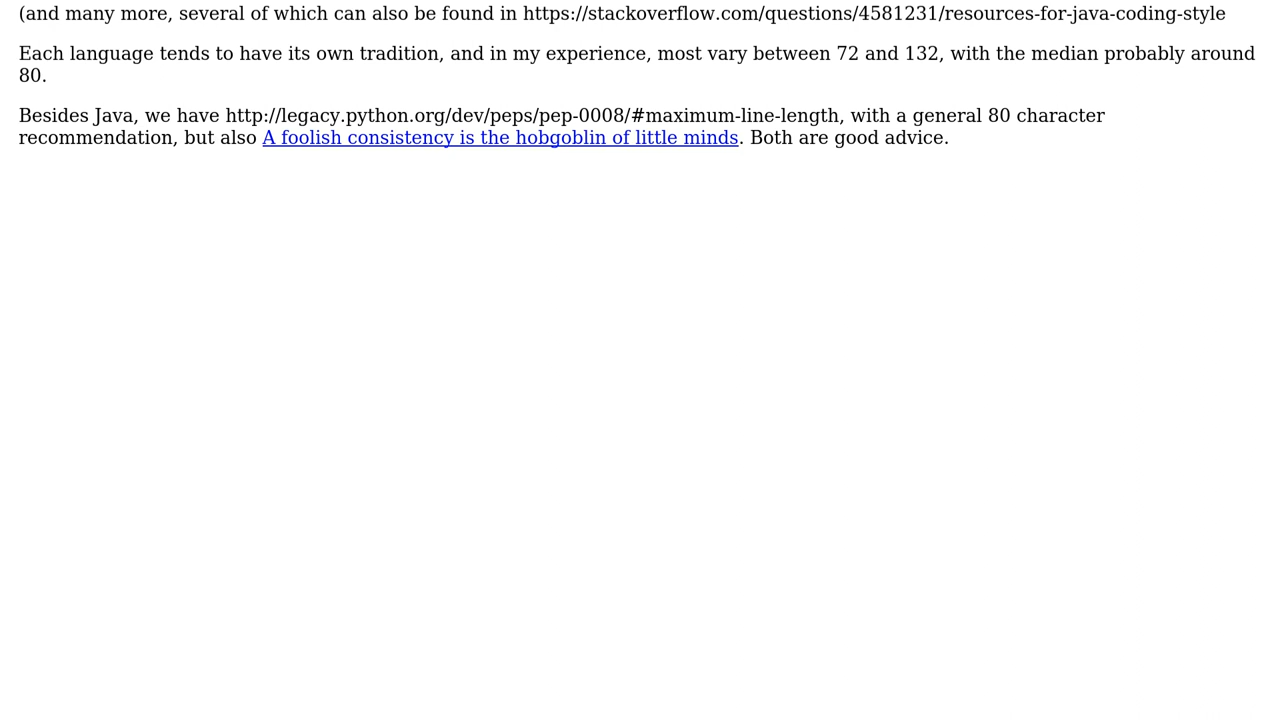 (and many more, several of which can also be found in https://stackoverflow.com/questions/4581231/resources-for-java-coding-style
Each language tends to have its own tradition, and in my experience, most vary between 72 and 132, with the median probably around
80.
Besides Java, we have http://legacy.python.org/dev/peps/pep-0008/#maximum-line-length, with a general 80 character
recommendation, but also A foolish consistency is the hobgoblin of little minds. Both are good advice.